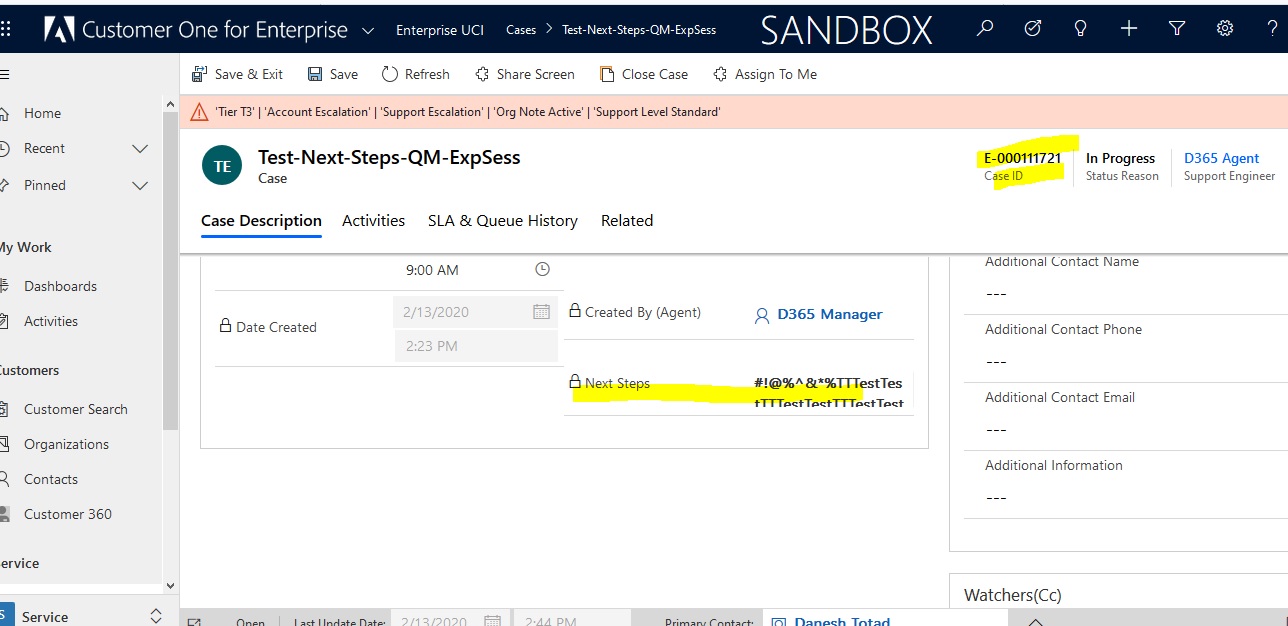 Customer One for Enterprise
Enterprise UCI
Cases > Test-Next-Steps-QM-ExpSess
SANDBOX
Save & Exit
Save
Refresh
Share Screen
Close Case
Assign To Me
Home
Recent
Pinned
My Work
Dashboards
Activities
Customers
Customer Search
Organizations
Contacts
Customer 360
Service
Service
'Tier T3' | 'Account Escalation' | 'Support Escalation' | 'Org Note Active' | 'Support Level Standard'
TE
Test-Next-Steps-QM-ExpSess
Case
E-000111721
Case ID
In Progress
Status Reason
D365 Agent
Support Engineer
Case Description
Activities
SLA & Queue History
Related
9:00 AM
Date Created
2/13/2020
2:23 PM
Created By (Agent)
D365 Manager
Next Steps
#!@%^&*%TTTestTes
tTTTestTestTTTestTest
Additional Contact Name
---
Additional Contact Phone
---
Additional Contact Email
---
Additional Information
---
Watchers(Cc)
Open
Last Update Date:
2/13/2020
2:44 PM
Primary Contact:
Danesh Totad